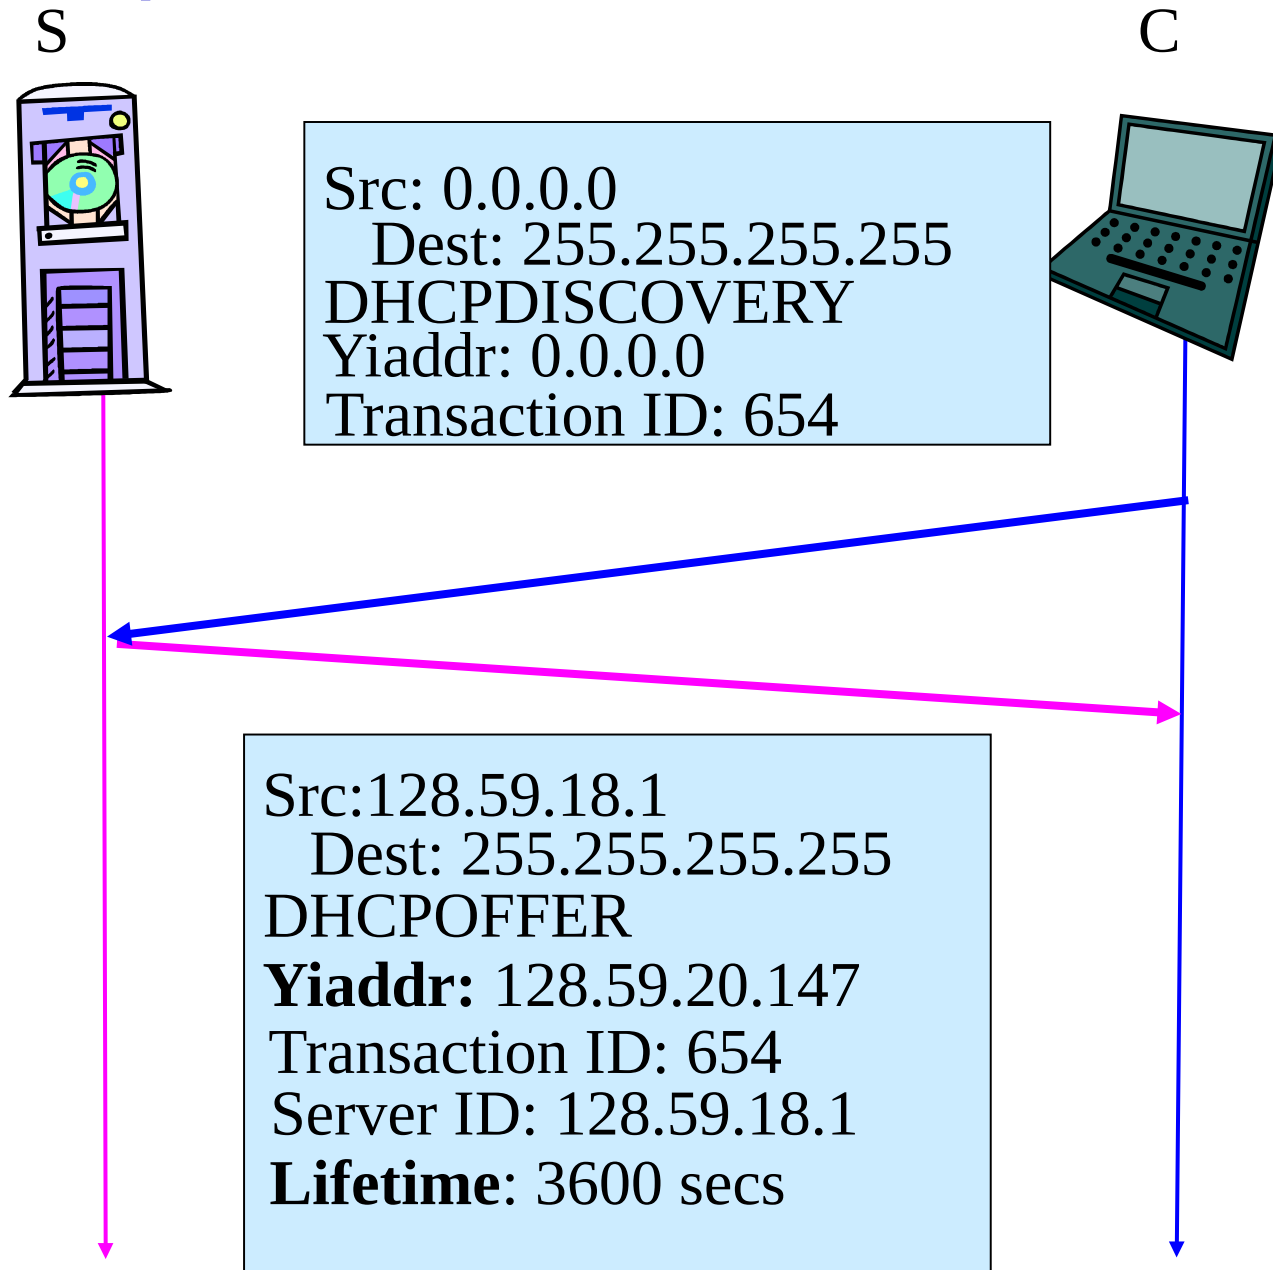 S
C
Src: 0.0.0.0
Dest: 255.255.255.255
DHCPDISCOVERY
Yiaddr: 0.0.0.0
Transaction ID: 654
Src:128.59.18.1
Dest: 255.255.255.255
DHCPOFFER
Yiaddr: 128.59.20.147
Transaction ID: 654
Server ID: 128.59.18.1
Lifetime: 3600 secs